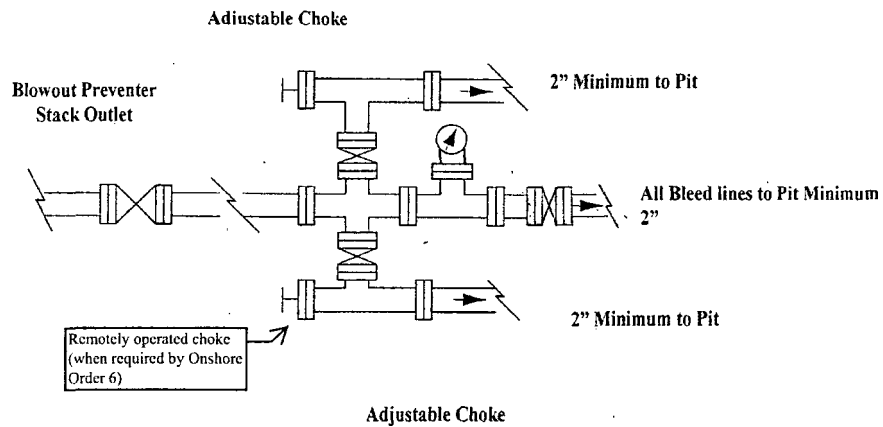 Adjustable Choke
Blowout Preventer
Stack Outlet
2” Minimum to Pit
All Bleed lines to Pit Minimum
2”
2” Minimum to Pit
Remotely operated choke
(when required by Onshore
Order 6)
Adjustable Choke